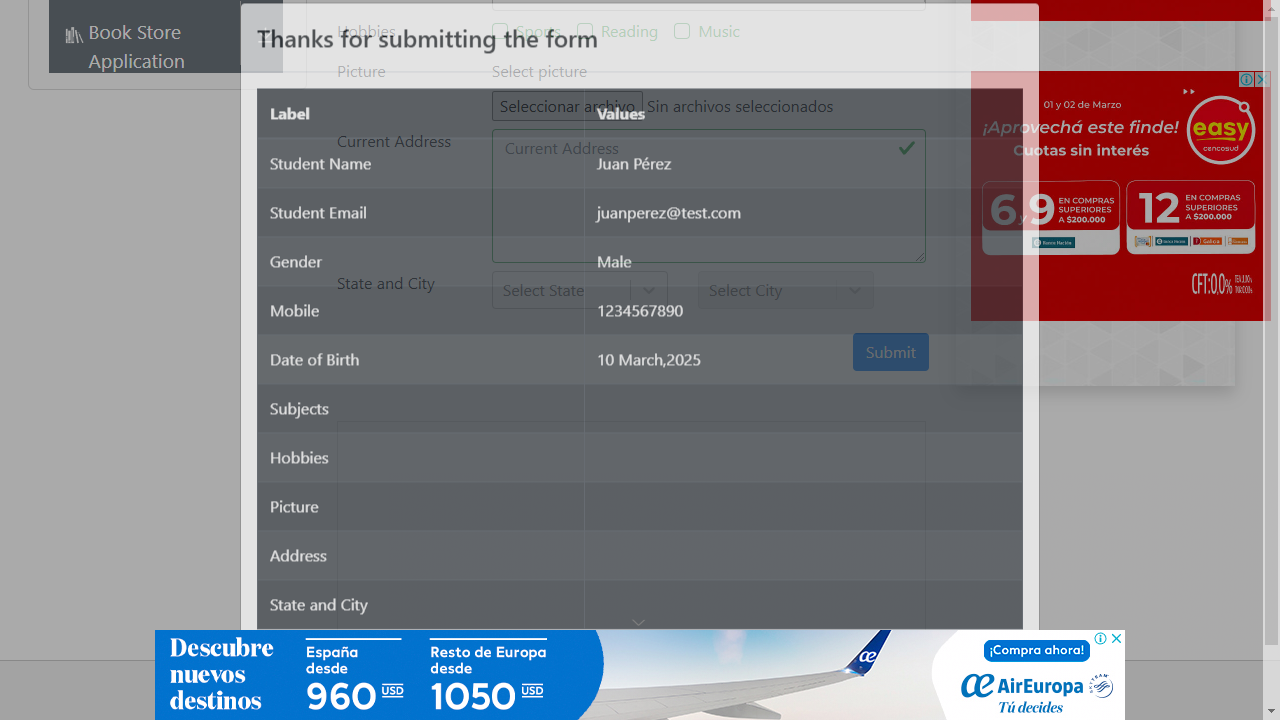 Book Store
Application
Thanks for submitting the form
Hobbies
Sports
Reading
Music
Picture
Select picture
Seleccionar archivo
Sin archivos seleccionados
Label
Values
Current Address
Current Address
Student Name
Juan Pérez
Student Email
juanperez@test.com
Gender
Male
State and City
Select State
Select City
Mobile
1234567890
Submit
Date of Birth
10 March,2025
Subjects
Hobbies
Picture
Address
State and City
01 y 02 de Marzo
¡Aprovechá este finde!
Cuotas sin interés
easy
cencosud
6 y 9
EN COMPRAS
SUPERIORES
A $200.000
12
EN COMPRAS
SUPERIORES
A $200.000
CFT:0,0%
Descubre
nuevos
destinos
España
desde
960 USD
Resto de Europa
desde
1050 USD
¡Compra ahora!
AirEuropa
Tú decides